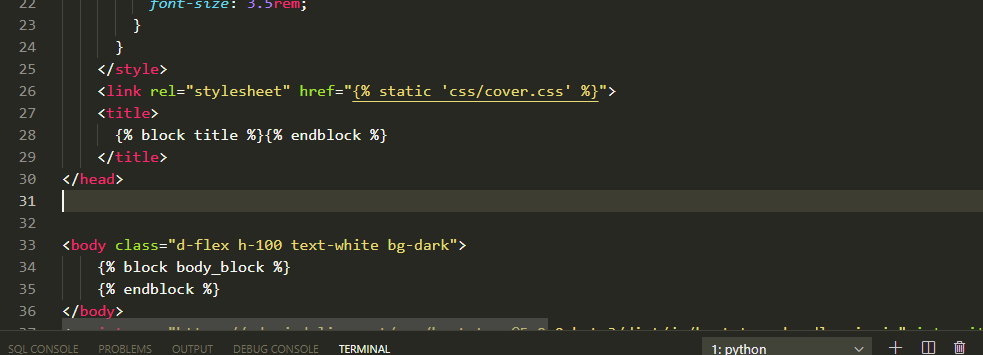 22 font-size: 3.5rem;
23 }
24 }
25 </style>
26 <link rel="stylesheet" href="{% static 'css/cover.css' %}">
27 <title>
28 {% block title %}{% endblock %}
29 </title>
30 </head>
31
32
33 <body class="d-flex h-100 text-white bg-dark">
34 {% block body_block %}
35 {% endblock %}
36 </body>
37
SQL CONSOLE PROBLEMS OUTPUT DEBUG CONSOLE TERMINAL 1: python